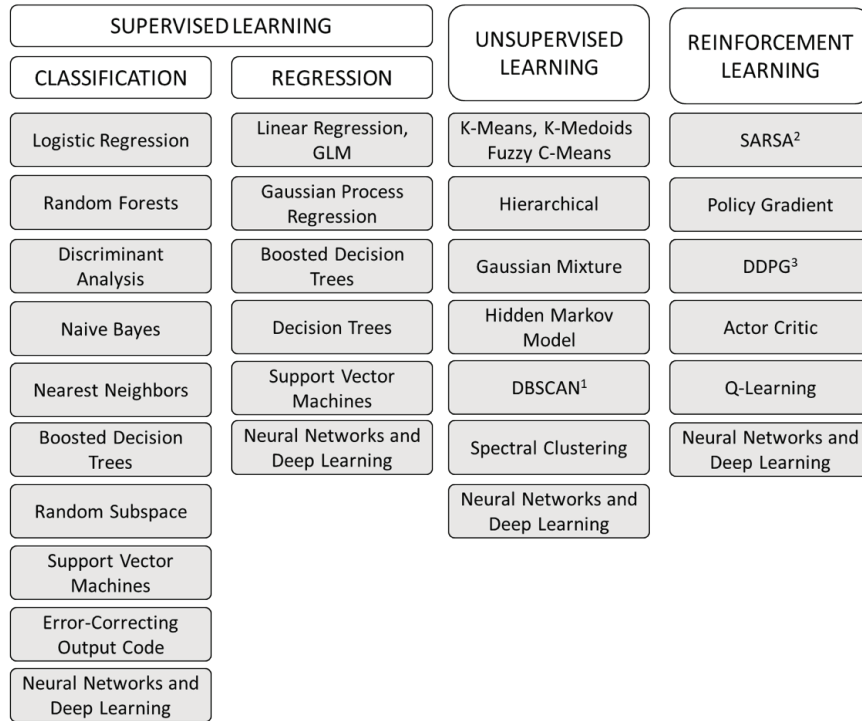 SUPERVISED LEARNING
CLASSIFICATION
Logistic Regression
Random Forests
Discriminant
Analysis
Naive Bayes
Nearest Neighbors
Boosted Decision
Trees
Random Subspace
Support Vector
Machines
Error-Correcting
Output Code
Neural Networks and
Deep Learning
REGRESSION
Linear Regression,
GLM
Gaussian Process
Regression
Boosted Decision
Trees
Decision Trees
Support Vector
Machines
Neural Networks and
Deep Learning
UNSUPERVISED
LEARNING
K-Means, K-Medoids
Fuzzy C-Means
Hierarchical
Gaussian Mixture
Hidden Markov
Model
DBSCAN¹
Spectral Clustering
Neural Networks and
Deep Learning
REINFORCEMENT
LEARNING
SARSA²
Policy Gradient
DDPG³
Actor Critic
Q-Learning
Neural Networks and
Deep Learning